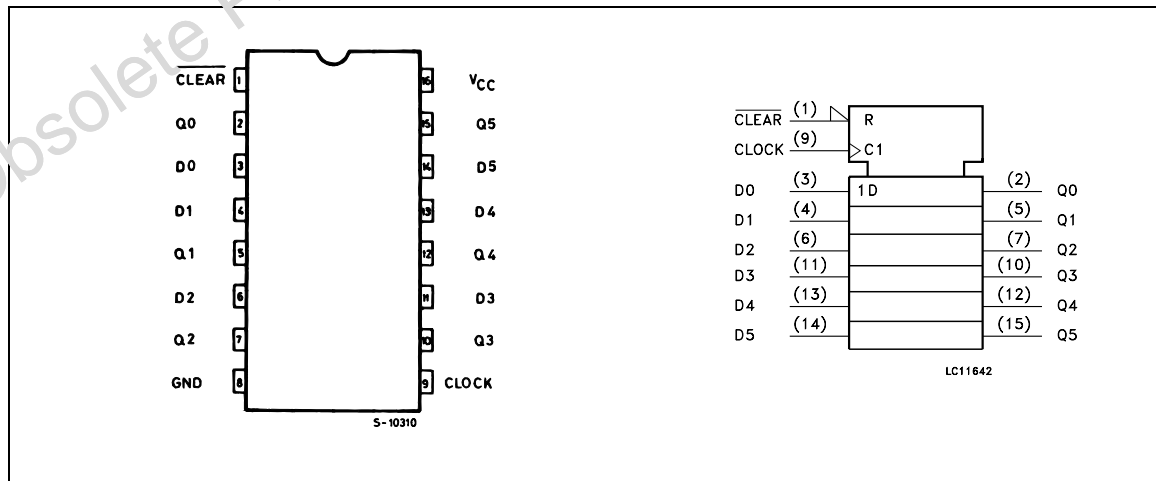 Obsolete P
CLEAR 1 16 VCC
Q0 2 15 Q5
D0 3 14 D5
D1 4 13 D4
Q1 5 12 Q4
D2 6 11 D3
Q2 7 10 Q3
GND 8 9 CLOCK
S-10310
CLEAR (1) R
CLOCK (9) C1
D0 (3) 1D (2) Q0
D1 (4) (5) Q1
D2 (6) (7) Q2
D3 (11) (10) Q3
D4 (13) (12) Q4
D5 (14) (15) Q5
LC11642